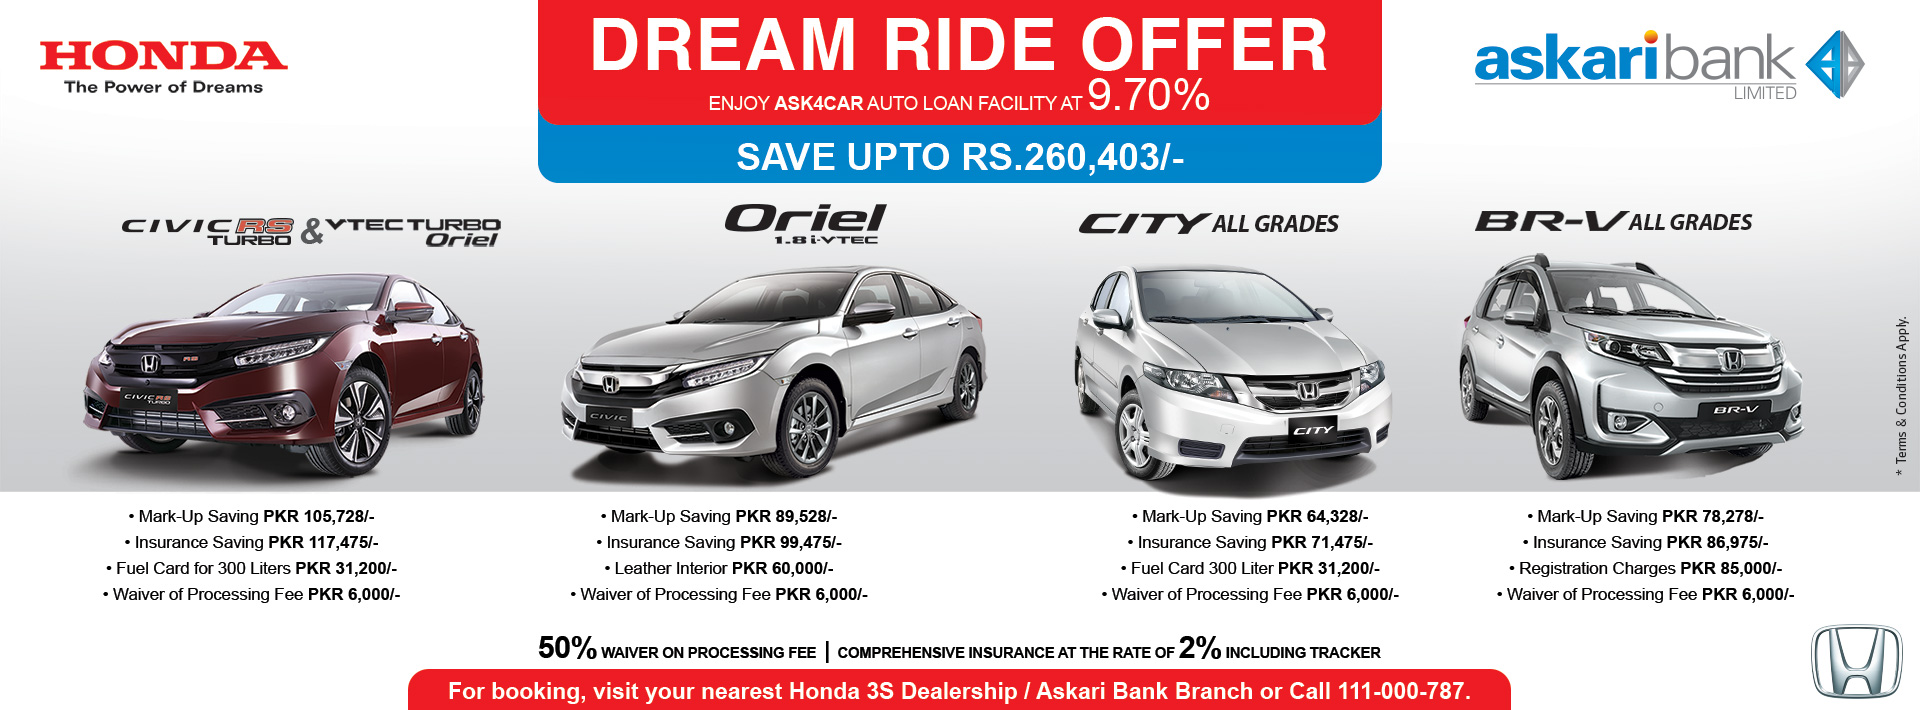 HONDA
The Power of Dreams
DREAM RIDE OFFER
ENJOY ASK4CAR AUTO LOAN FACILITY AT 9.70%
SAVE UPTO RS.260,403/-
askaribank
LIMITED
CIVIC RS TURBO & VTEC TURBO Oriel
Oriel
1.8 i-VTEC
CITY ALL GRADES
BR-V ALL GRADES
RS
CIVIC RS
TURBO
CIVIC
CITY
BR-V
* Terms & Conditions Apply.
• Mark-Up Saving PKR 105,728/-
• Insurance Saving PKR 117,475/-
• Fuel Card for 300 Liters PKR 31,200/-
• Waiver of Processing Fee PKR 6,000/-
• Mark-Up Saving PKR 89,528/-
• Insurance Saving PKR 99,475/-
• Leather Interior PKR 60,000/-
• Waiver of Processing Fee PKR 6,000/-
• Mark-Up Saving PKR 64,328/-
• Insurance Saving PKR 71,475/-
• Fuel Card 300 Liter PKR 31,200/-
• Waiver of Processing Fee PKR 6,000/-
• Mark-Up Saving PKR 78,278/-
• Insurance Saving PKR 86,975/-
• Registration Charges PKR 85,000/-
• Waiver of Processing Fee PKR 6,000/-
50% WAIVER ON PROCESSING FEE | COMPREHENSIVE INSURANCE AT THE RATE OF 2% INCLUDING TRACKER
For booking, visit your nearest Honda 3S Dealership / Askari Bank Branch or Call 111-000-787.